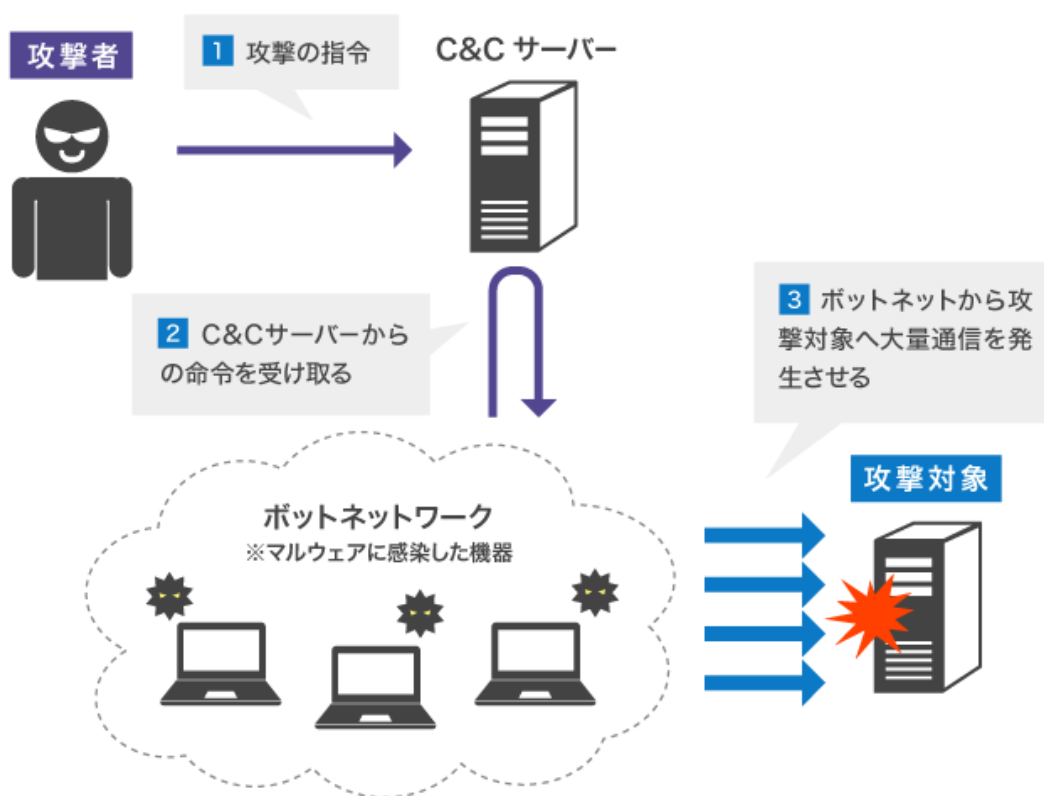 攻撃者
1 攻撃の指令
C&C サーバー
2 C&Cサーバーから
の命令を受け取る
3 ボットネットから攻
撃対象へ大量通信を発
生させる
攻撃対象
ボットネットワーク
※マルウェアに感染した機器